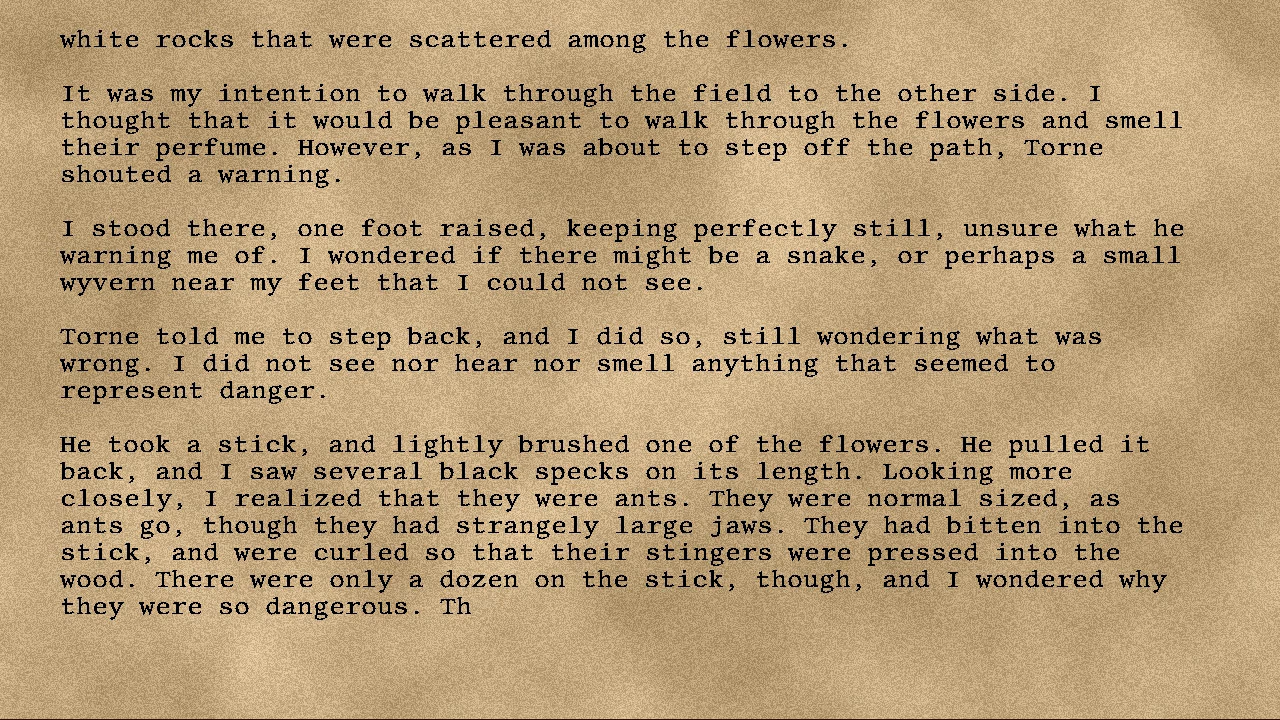 white rocks that were scattered among the flowers.
It was my intention to walk through the field to the other side. I
thought that it would be pleasant to walk through the flowers and smell
their perfume. However, as I was about to step off the path, Torne
shouted a warning.
I stood there, one foot raised, keeping perfectly still, unsure what he
warning me of. I wondered if there might be a snake, or perhaps a small
wyvern near my feet that I could not see.
Torne told me to step back, and I did so, still wondering what was
wrong. I did not see nor hear nor smell anything that seemed to
represent danger.
He took a stick, and lightly brushed one of the flowers. He pulled it
back, and I saw several black specks on its length. Looking more
closely, I realized that they were ants. They were normal sized, as
ants go, though they had strangely large jaws. They had bitten into the
stick, and were curled so that their stingers were pressed into the
wood. There were only a dozen on the stick, though, and I wondered why
they were so dangerous. Th